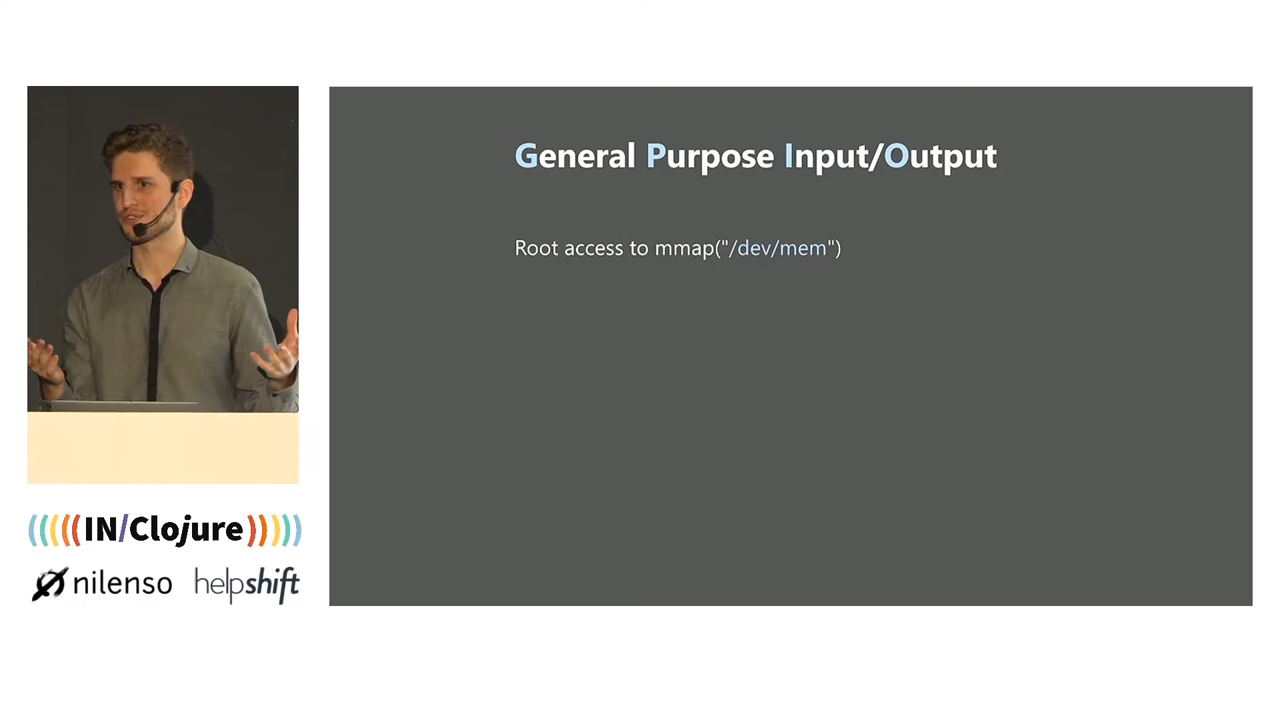 General Purpose Input/Output
Root access to mmap("/dev/mem")
((((IN/Clojure))))
nilenso helpshift